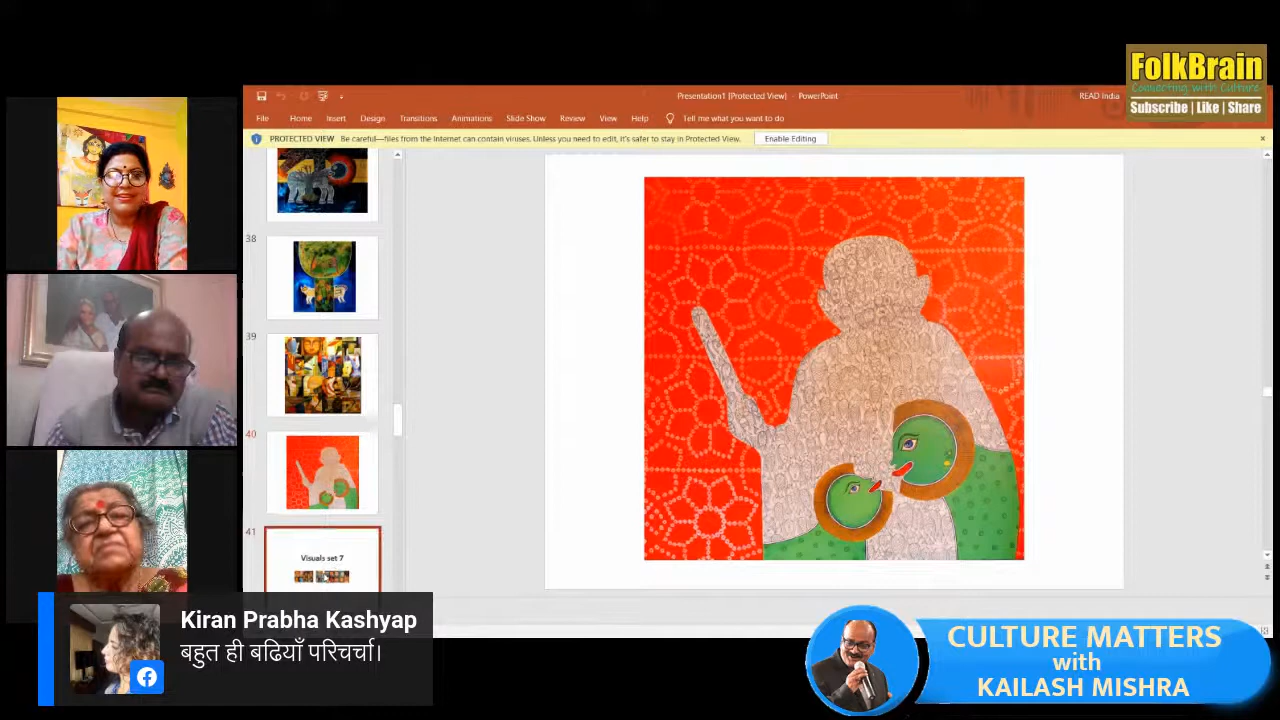 FolkBrain
Connecting with Culture
Subscribe | Like | Share
Presentation1 [Protected View] - PowerPoint
READ India
File Home Insert Design Transitions Animations Slide Show Review View Help Tell me what you want to do
PROTECTED VIEW Be careful—files from the Internet can contain viruses. Unless you need to edit, it's safer to stay in Protected View. Enable Editing
38
39
40
41
Visuals set 7
Kiran Prabha Kashyap
बहुत ही बढियाँ परिचर्चा।
CULTURE MATTERS
with
KAILASH MISHRA